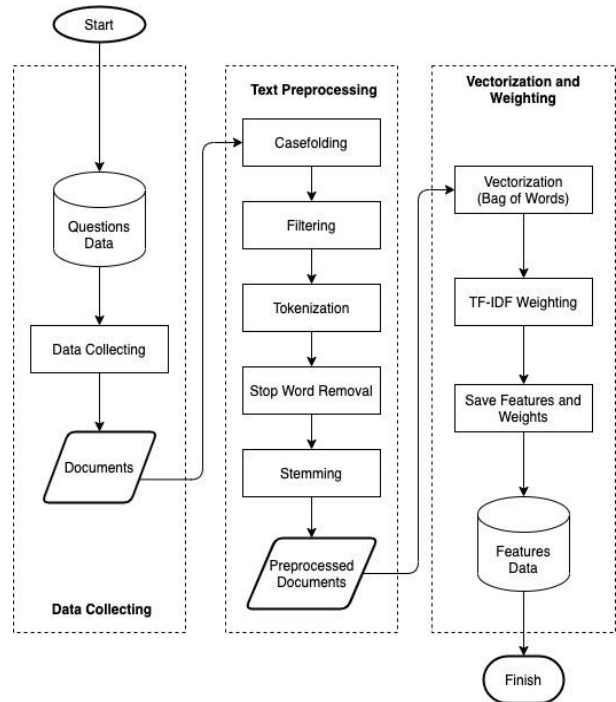 Start
Questions
Data
Data Collecting
Documents
Data Collecting
Text Preprocessing
Casefolding
Filtering
Tokenization
Stop Word Removal
Stemming
Preprocessed
Documents
Vectorization and
Weighting
Vectorization
(Bag of Words)
TF-IDF Weighting
Save Features and
Weights
Features
Data
Finish